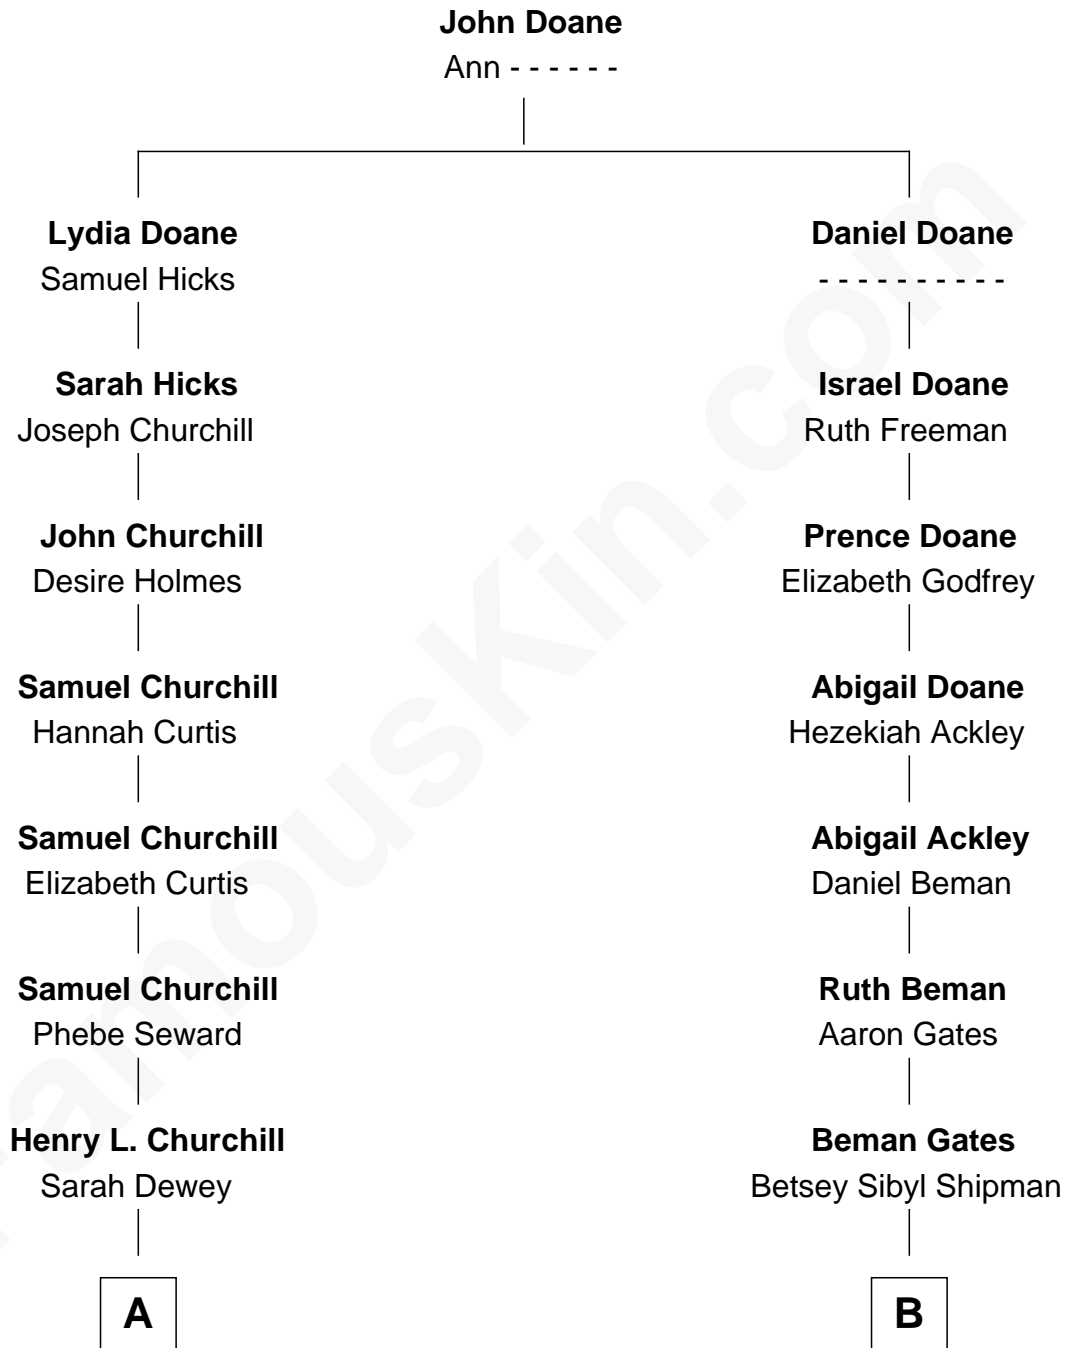 John Doane
Ann - - - - - -
Lydia Doane
Samuel Hicks
Daniel Doane
- - - - - - - - - -
Sarah Hicks
Joseph Churchill
Israel Doane
Ruth Freeman
John Churchill
Desire Holmes
Prence Doane
Elizabeth Godfrey
Samuel Churchill
Hannah Curtis
Abigail Doane
Hezekiah Ackley
Samuel Churchill
Elizabeth Curtis
Abigail Ackley
Daniel Beman
Samuel Churchill
Phebe Seward
Ruth Beman
Aaron Gates
Henry L. Churchill
Sarah Dewey
Beman Gates
Betsey Sibyl Shipman
A
B
FamousKin.com